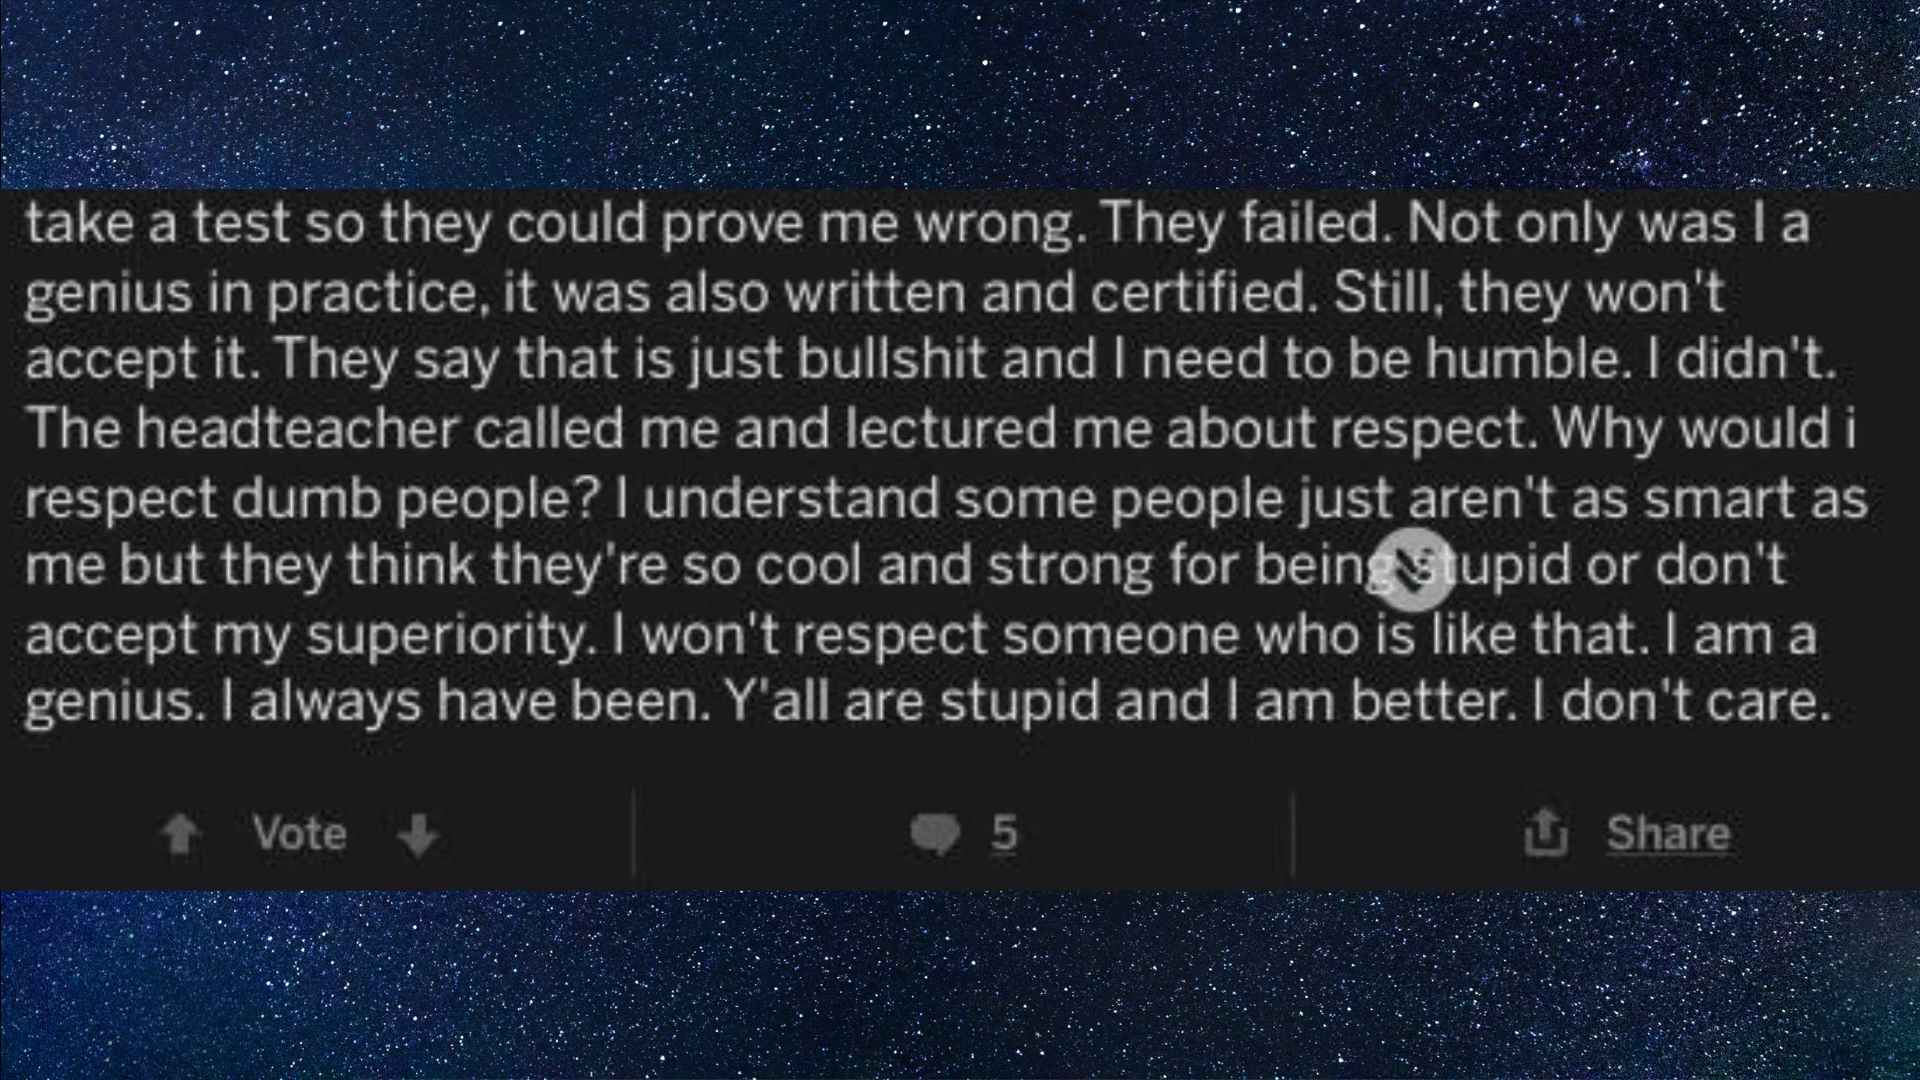 take a test so they could prove me wrong. They failed. Not only was I a
genius in practice, it was also written and certified. Still, they won't
accept it. They say that is just bullshit and I need to be humble. I didn't.
The headteacher called me and lectured me about respect. Why would i
respect dumb people? I understand some people just aren't as smart as
me but they think they're so cool and strong for being stupid or don't
accept my superiority. I won't respect someone who is like that. I am a
genius. I always have been. Y'all are stupid and I am better. I don't care.
Vote 5 Share